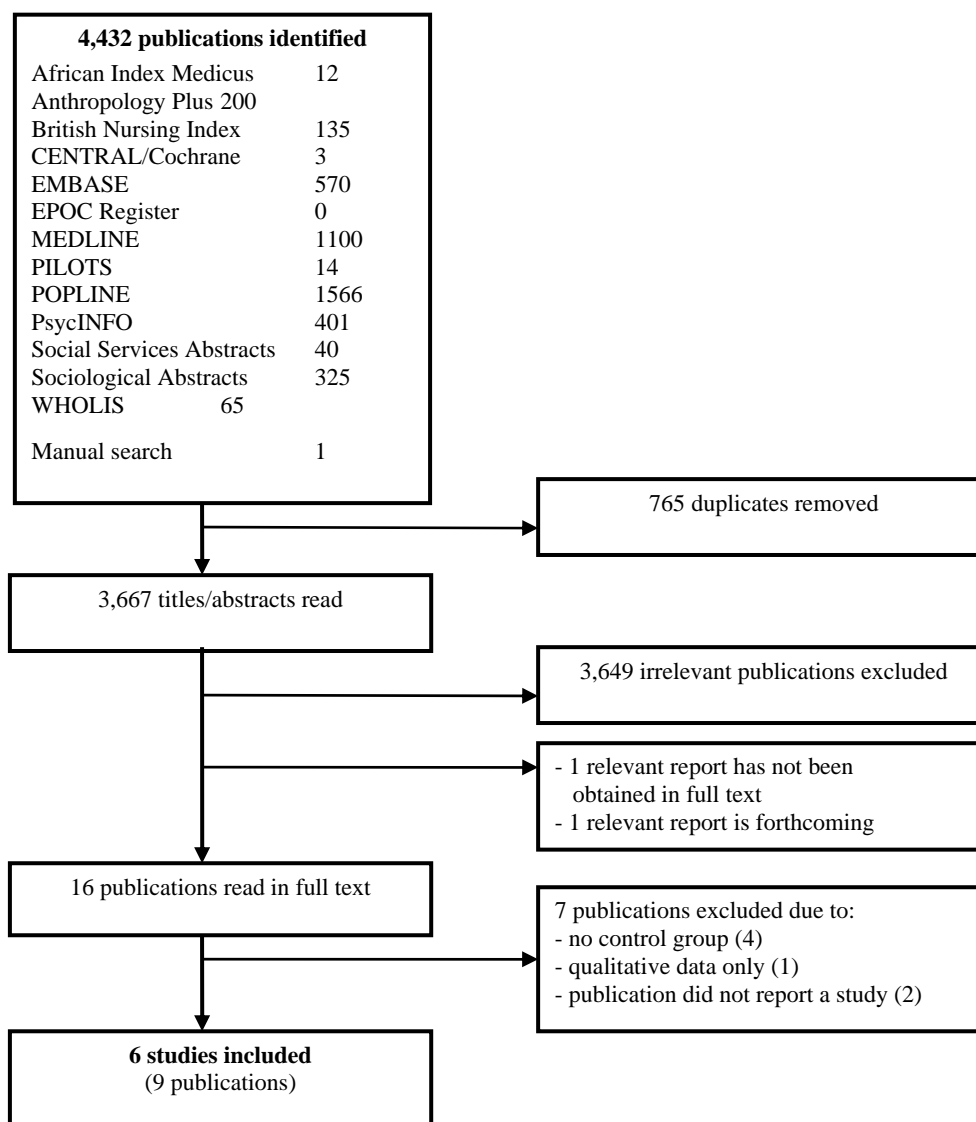 4,432 publications identified
African Index Medicus 12
Anthropology Plus 200
British Nursing Index 135
CENTRAL/Cochrane 3
EMBASE 570
EPOC Register 0
MEDLINE 1100
PILOTS 14
POPLINE 1566
PsycINFO 401
Social Services Abstracts 40
Sociological Abstracts 325
WHOLIS 65
Manual search 1
765 duplicates removed
3,667 titles/abstracts read
3,649 irrelevant publications excluded
- 1 relevant report has not been
obtained in full text
- 1 relevant report is forthcoming
16 publications read in full text
7 publications excluded due to:
- no control group (4)
- qualitative data only (1)
- publication did not report a study (2)
6 studies included
(9 publications)